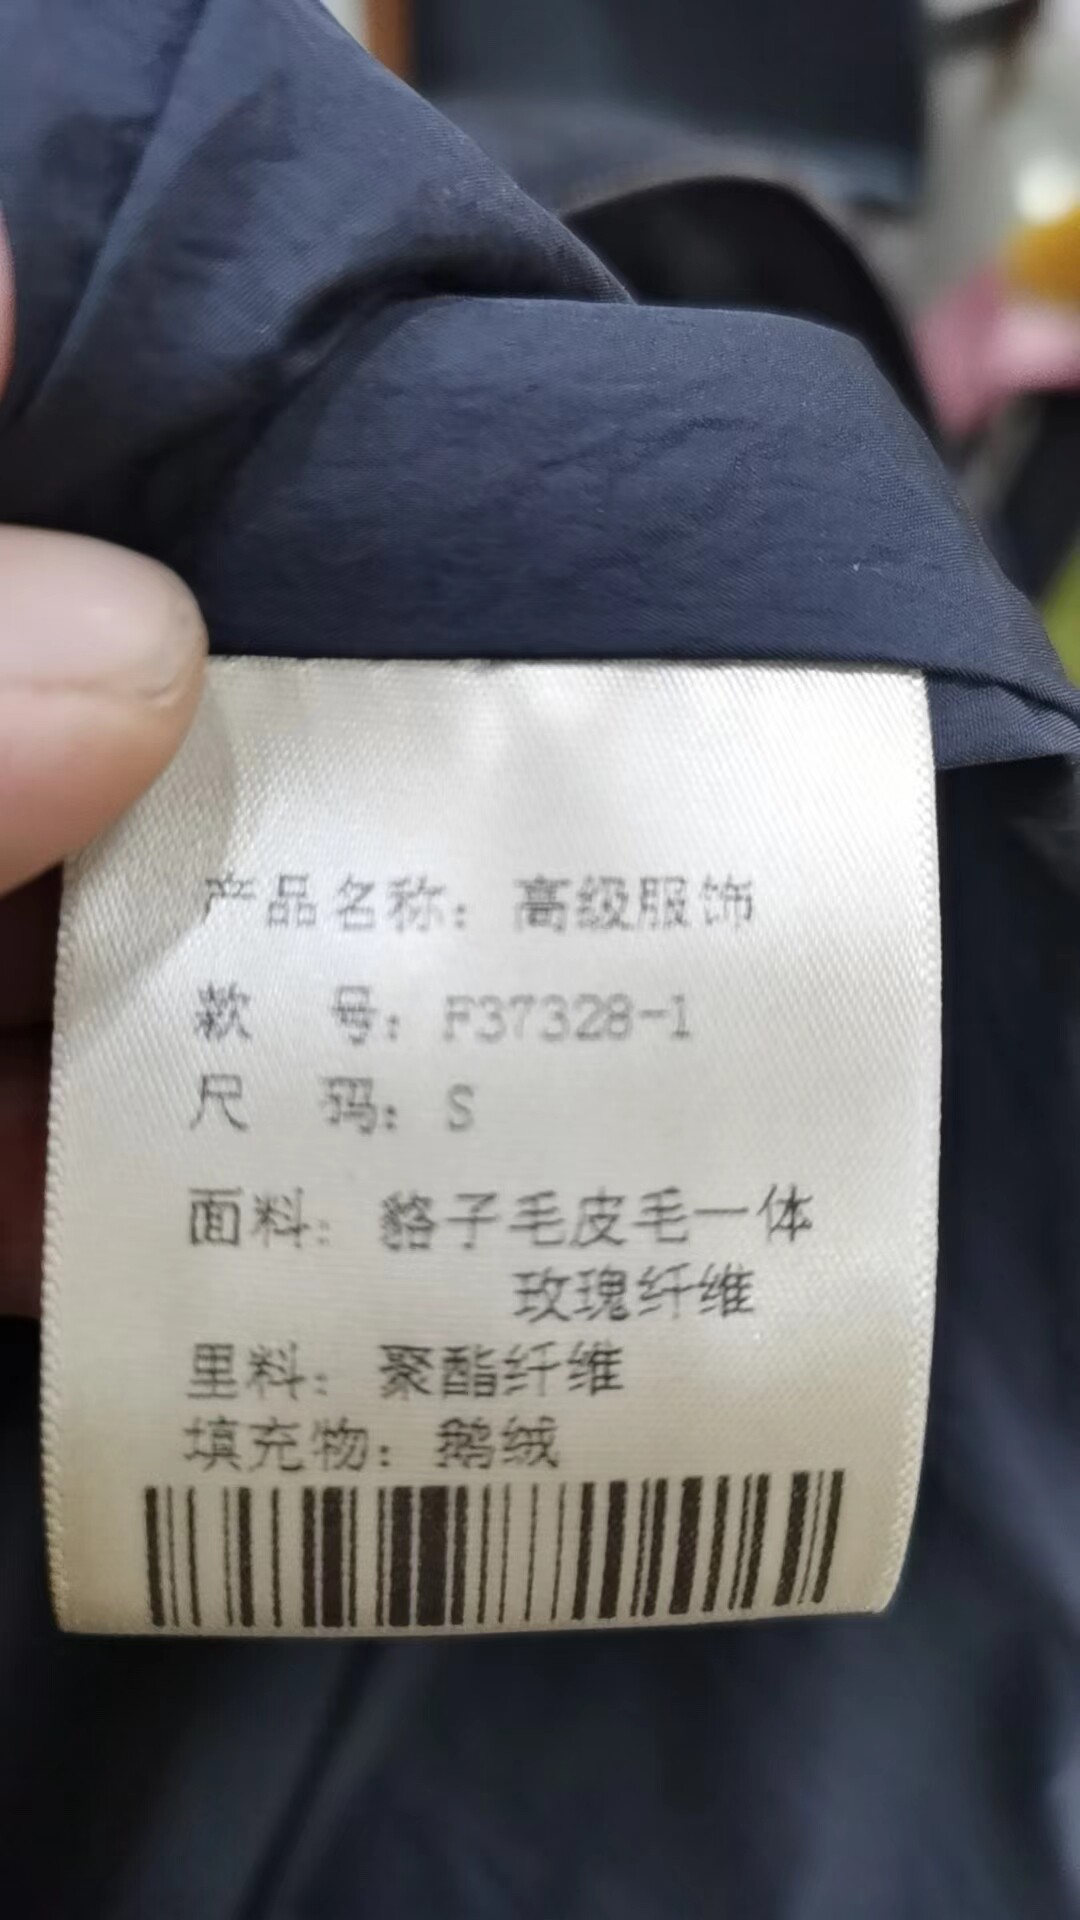 产品名称：高级服饰
款 号：F37328-1
尺 码：S
面料：貉子毛皮毛一体
玫瑰纤维
里料：聚酯纤维
填充物：鹅绒